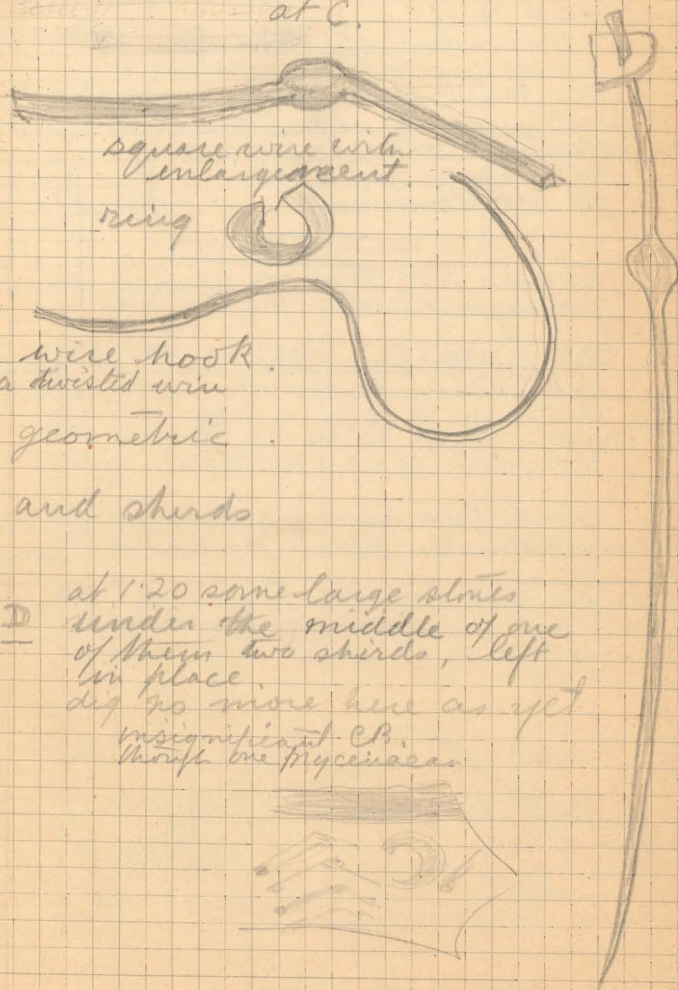 at C.
square wire with
enlargement.
ring
wire hook.
a twisted wire
geometric.
and sherds
at 1.20 some large stones
D under the middle of one
of them two sherds, left
in place
dig no more here as yet
insignificant CP.
though one Mycenaean